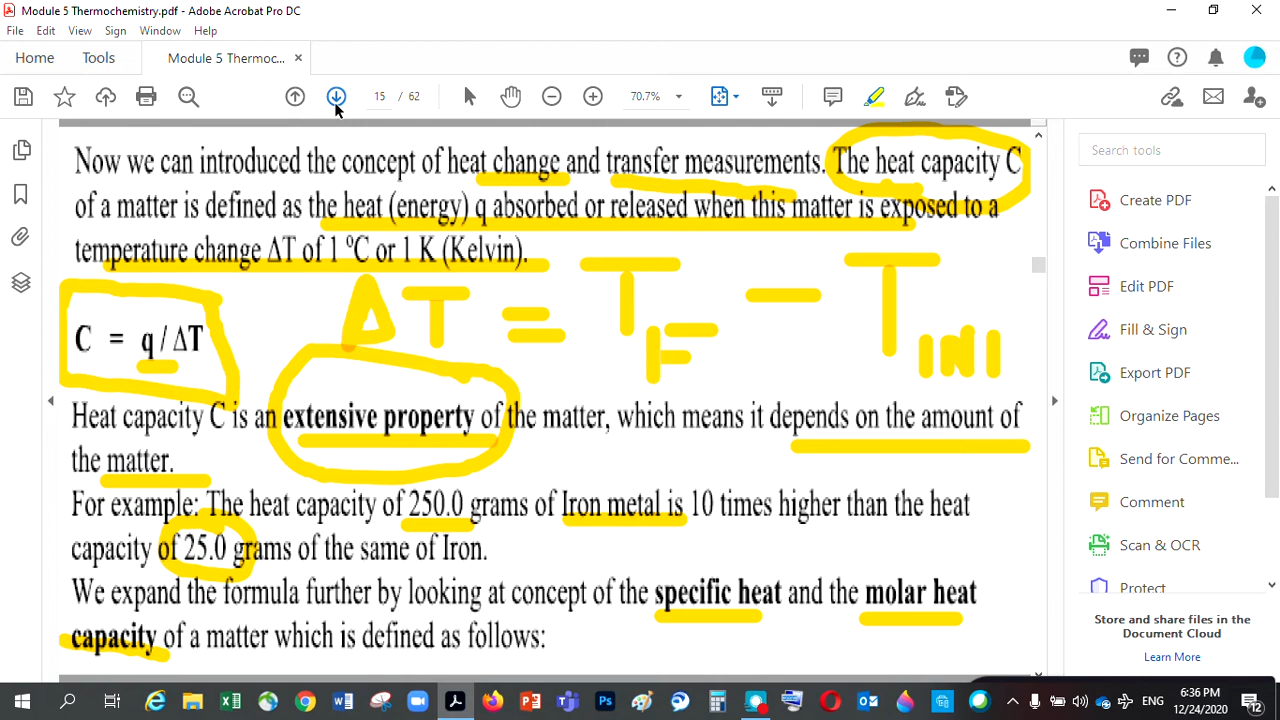 Module 5 Thermochemistry.pdf - Adobe Acrobat Pro DC
File Edit View Sign Window Help
Home Tools Module 5 Thermoc... ×
15 / 62 70.7%
Now we can introduced the concept of heat change and transfer measurements. The heat capacity C
of a matter is defined as the heat (energy) q absorbed or released when this matter is exposed to a
temperature change ΔT of 1 ⁰C or 1 K (Kelvin).
ΔT = TF - TINI
C = q / ΔT
Heat capacity C is an extensive property of the matter, which means it depends on the amount of
the matter.
For example: The heat capacity of 250.0 grams of Iron metal is 10 times higher than the heat
capacity of 25.0 grams of the same of Iron.
We expand the formula further by looking at concept of the specific heat and the molar heat
capacity of a matter which is defined as follows:
Search tools
Create PDF
Combine Files
Edit PDF
Fill & Sign
Export PDF
Organize Pages
Send for Comme...
Comment
Scan & OCR
Protect
Store and share files in the
Document Cloud
Learn More
ENG
6:36 PM
12/24/2020
12